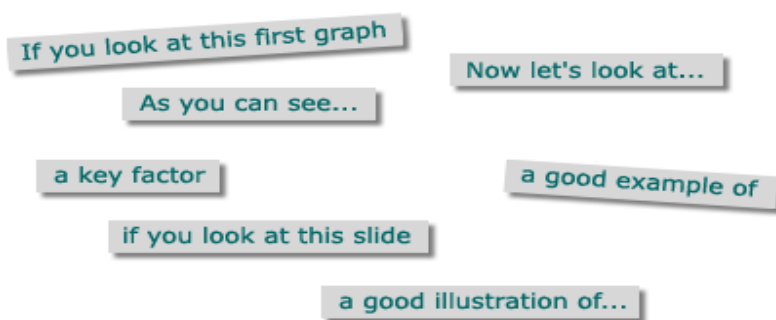 If you look at this first graph
Now let's look at...
As you can see...
a key factor
a good example of
if you look at this slide
a good illustration of...